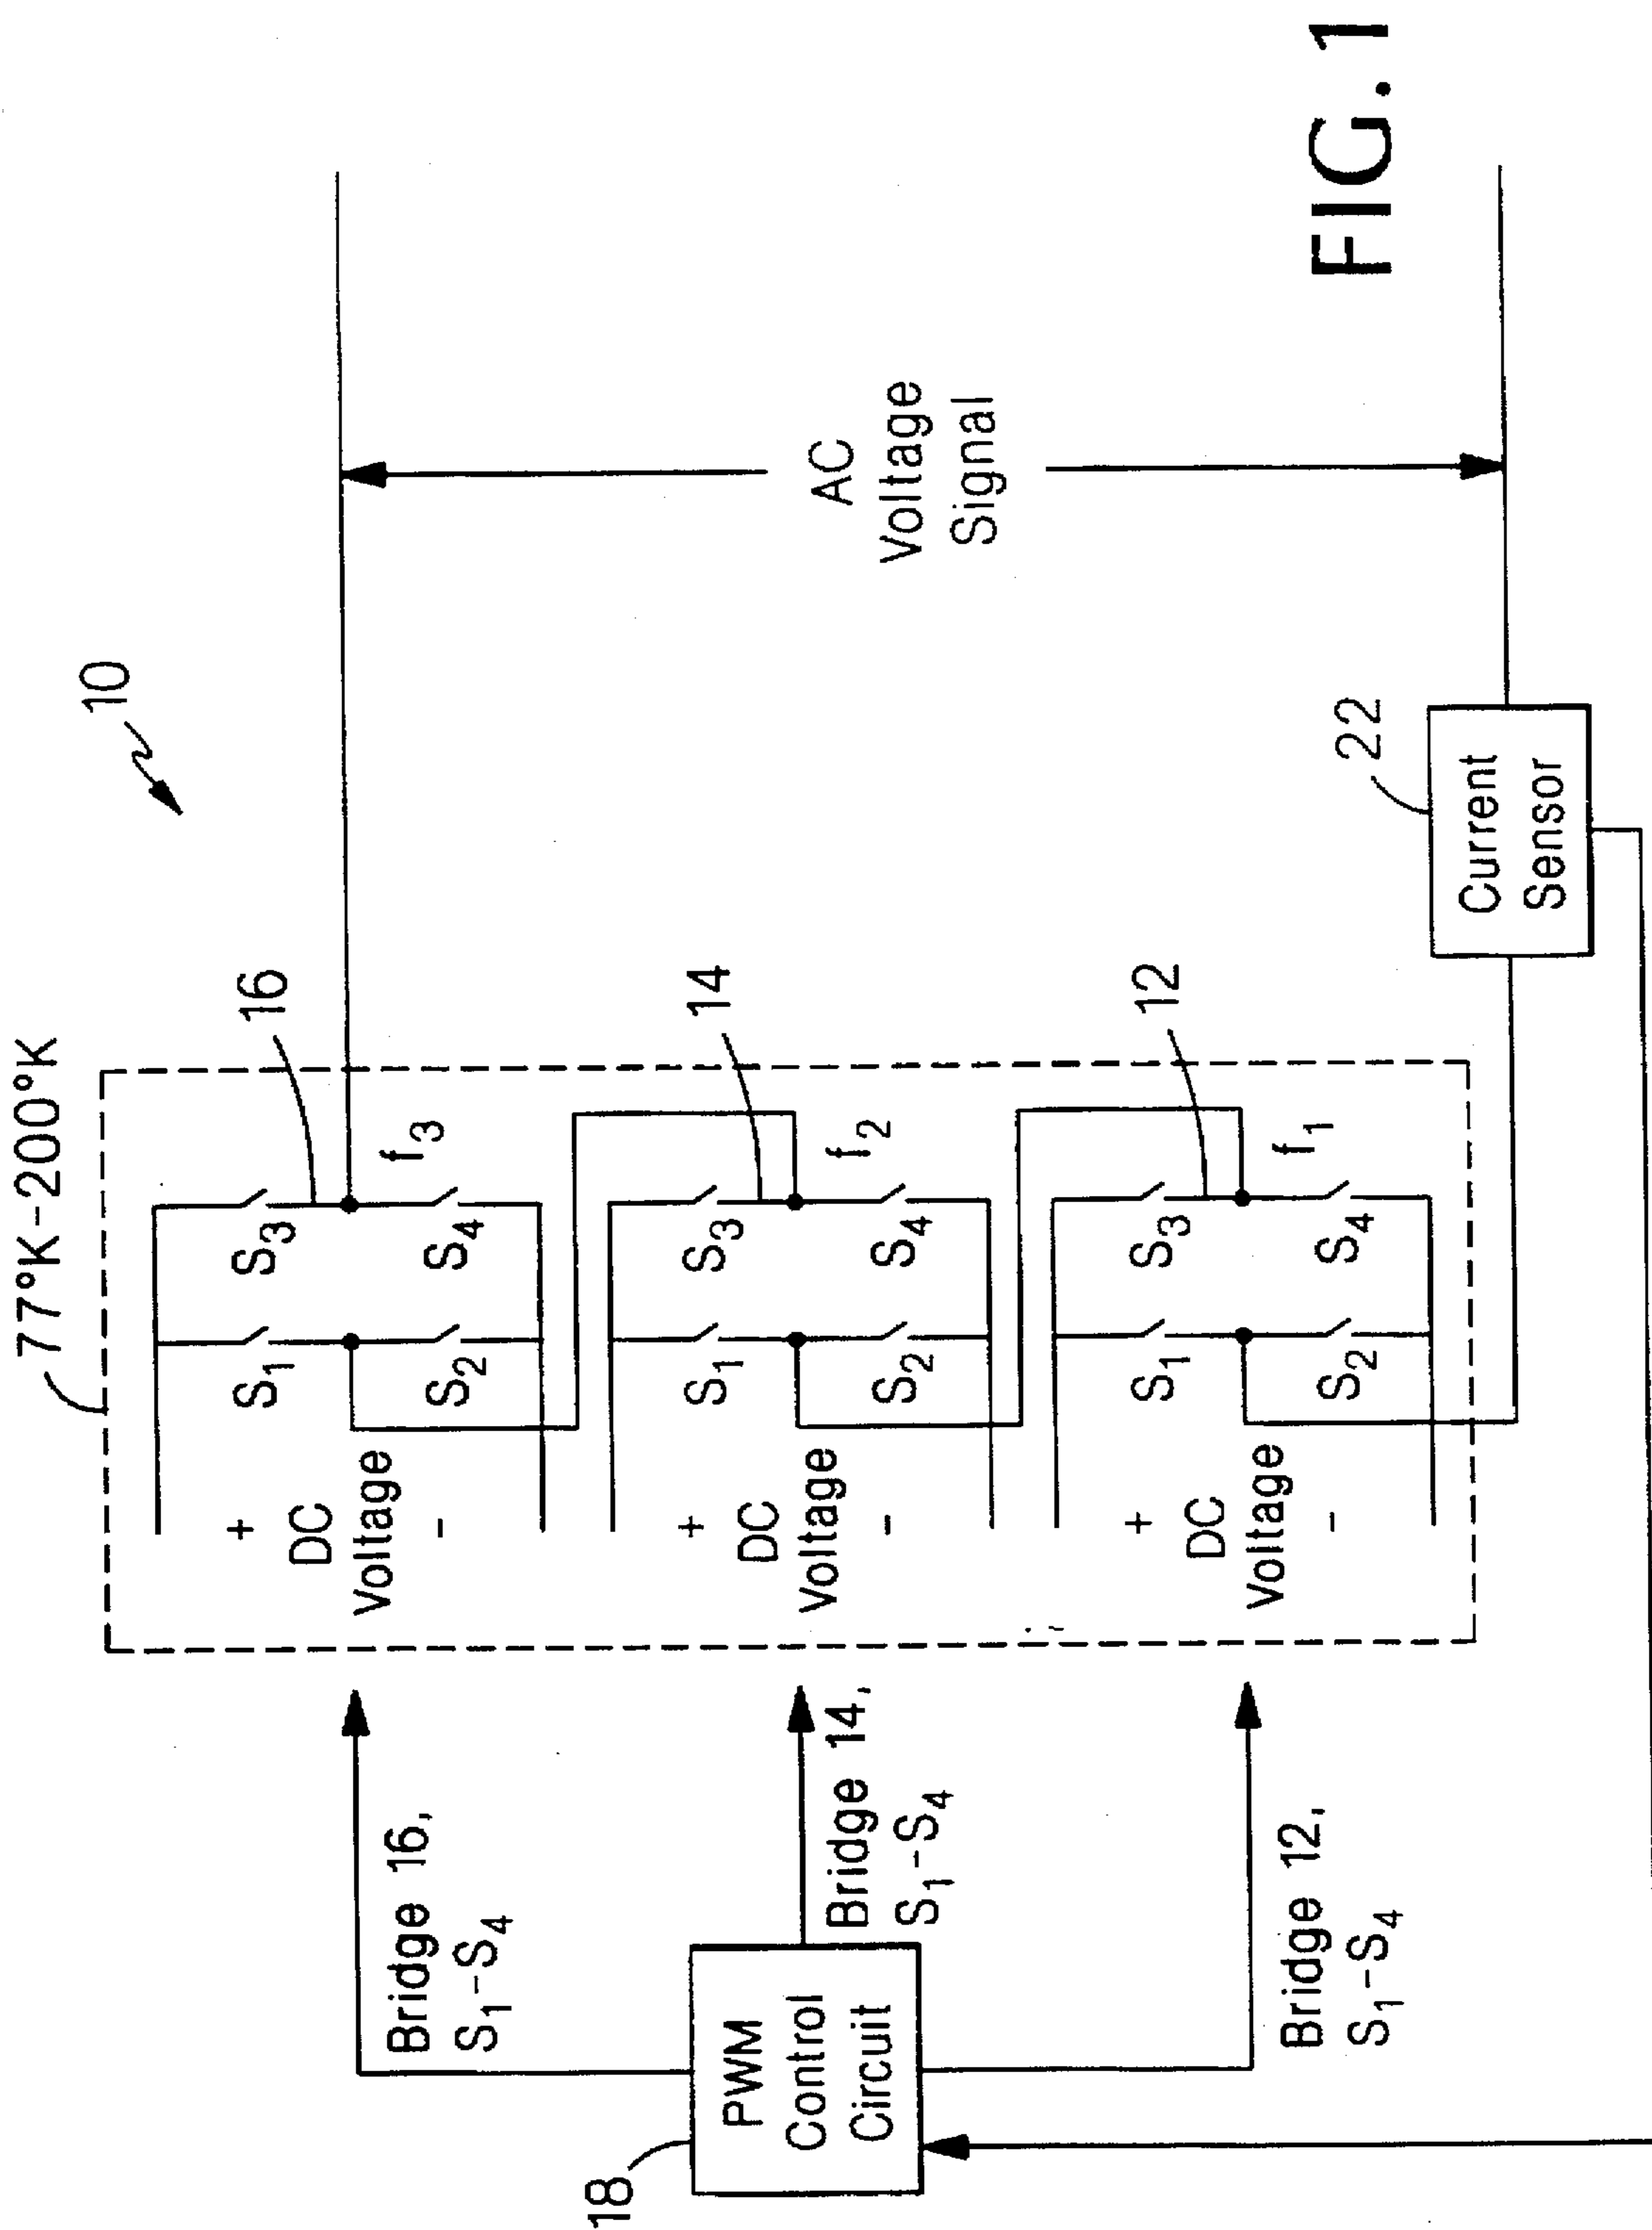 10
77°K-200°K
16
S1
S3
f3
S2
S4
+
DC
Voltage
-
14
S1
S3
f2
S2
S4
+
DC
Voltage
-
12
S1
S3
f1
S2
S4
+
DC
Voltage
-
Bridge 16,
S1-S4
Bridge 14,
S1-S4
Bridge 12,
S1-S4
18
PWM
Control
Circuit
AC
Voltage
Signal
22
Current
Sensor
FIG. 1